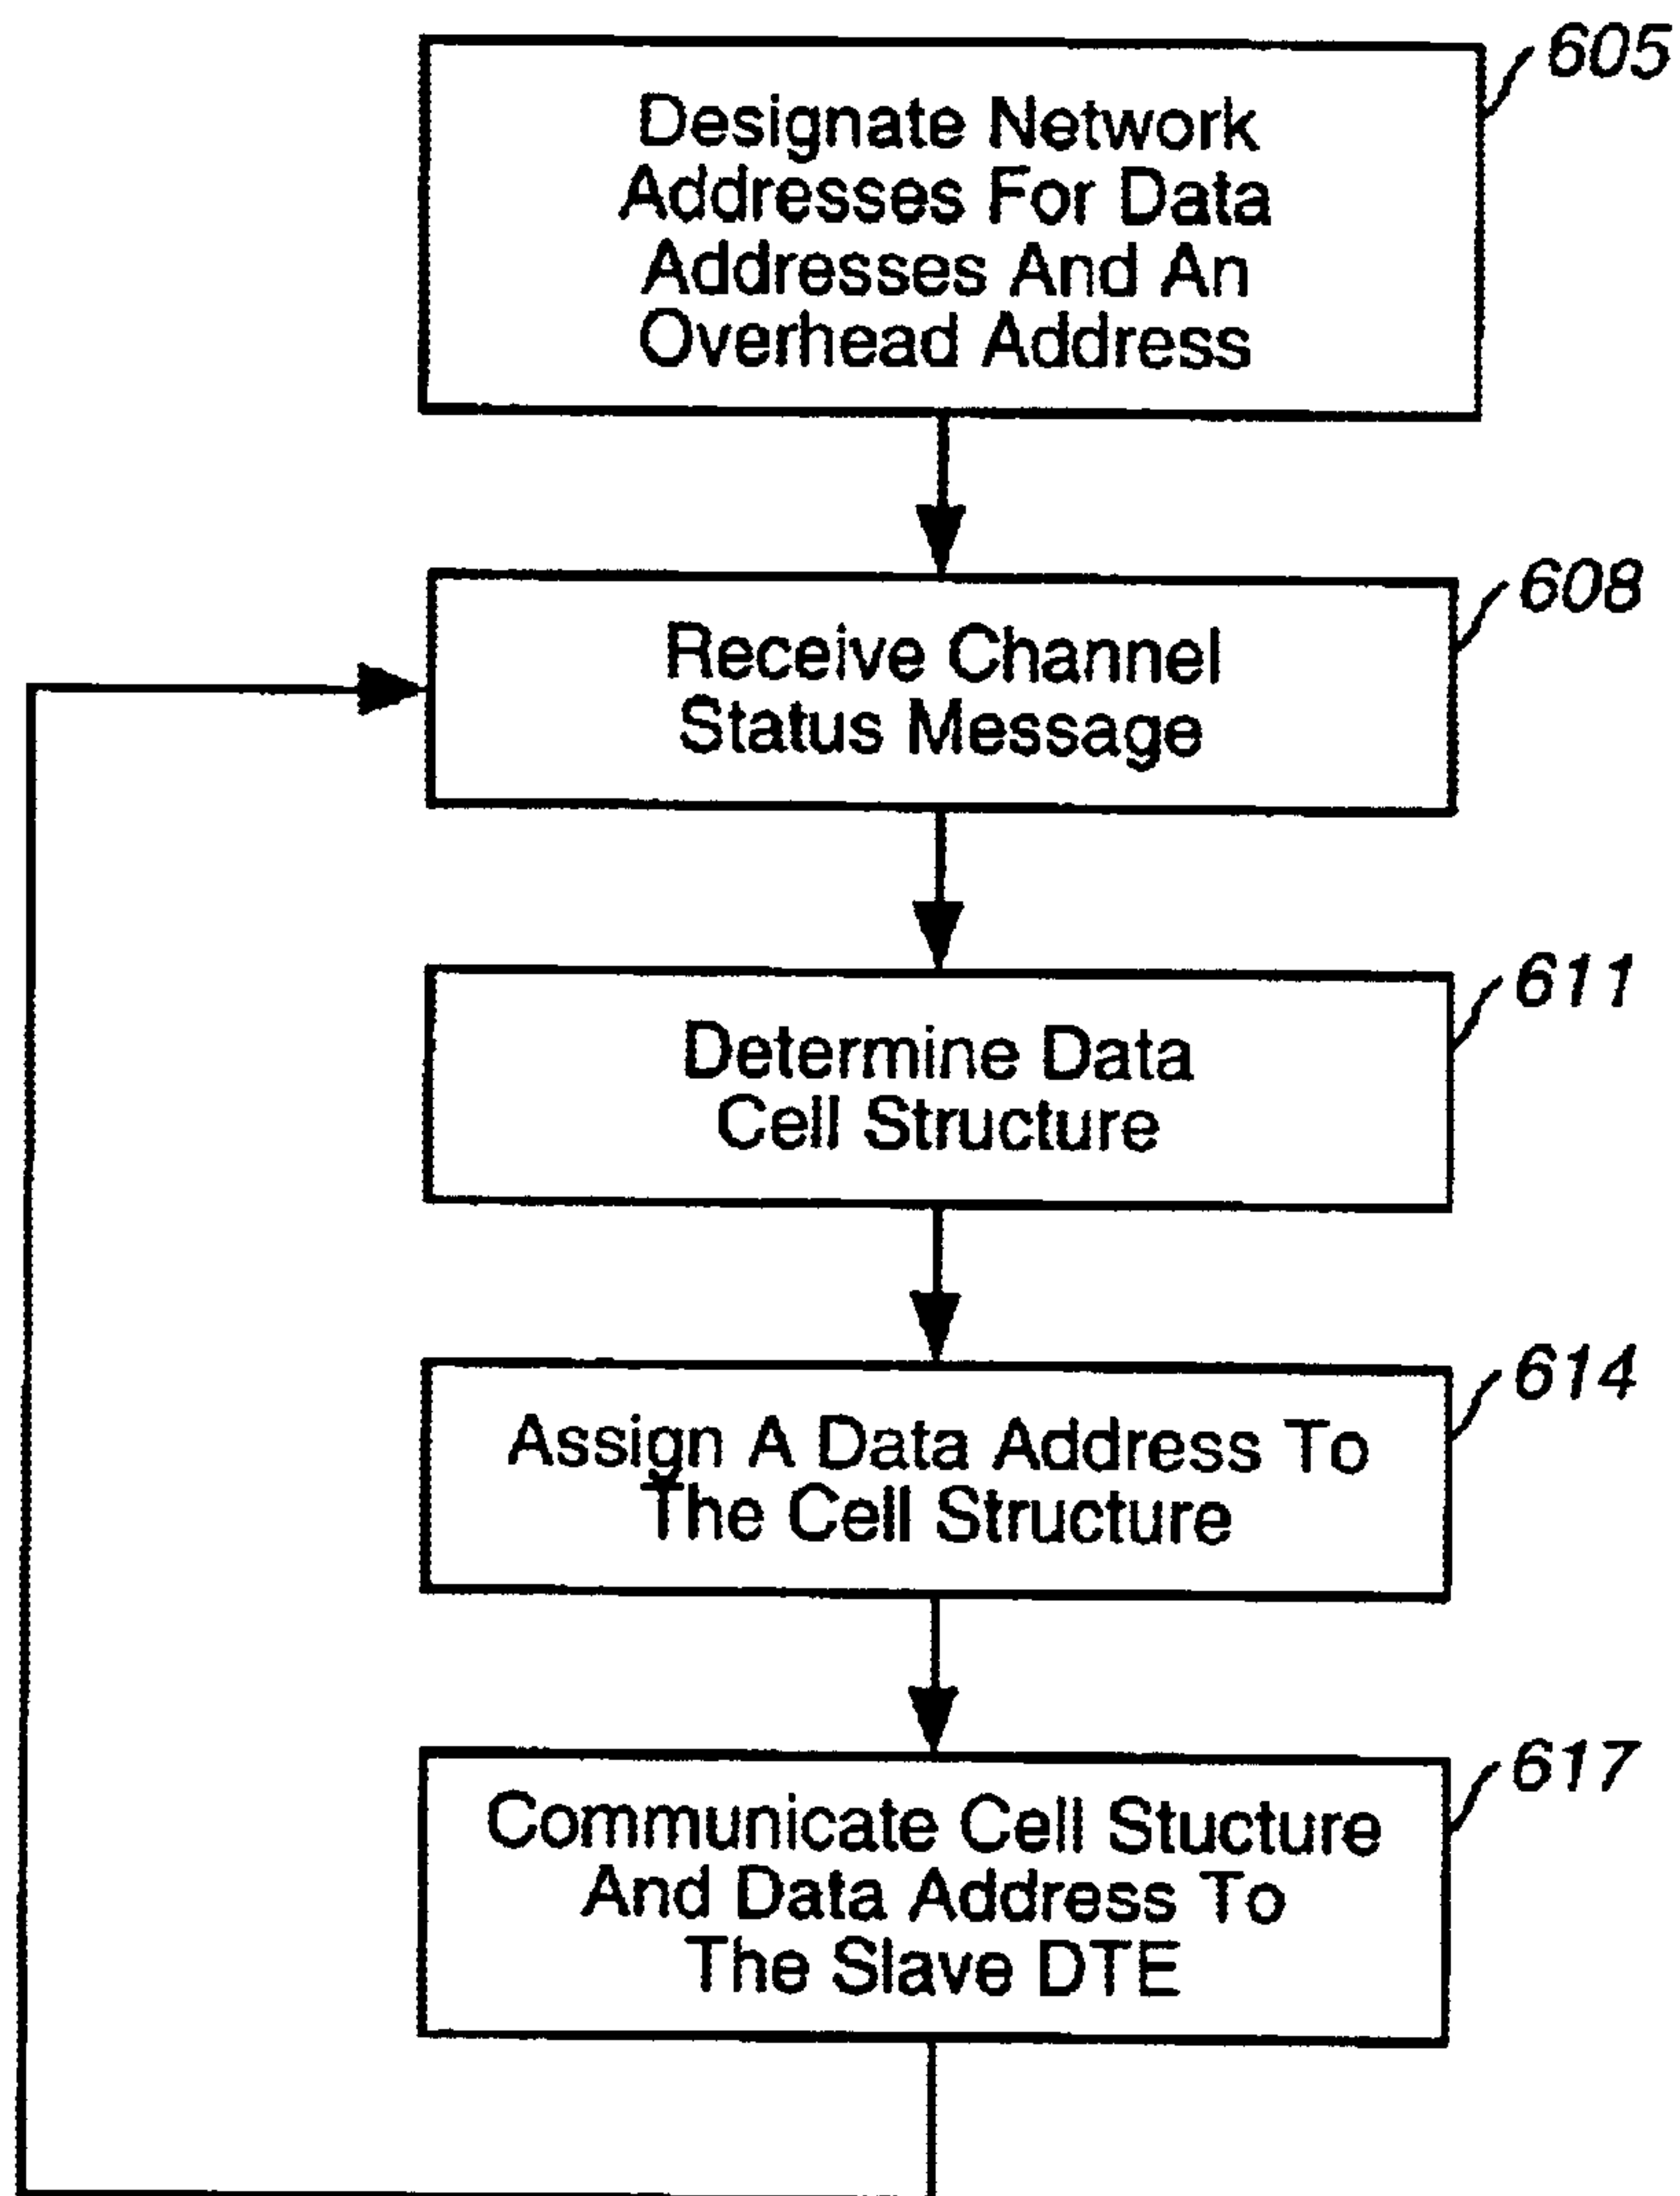 605
Designate Network
Addresses For Data
Addresses And An
Overhead Address
608
Receive Channel
Status Message
611
Determine Data
Cell Structure
614
Assign A Data Address To
The Cell Structure
617
Communicate Cell Stucture
And Data Address To
The Slave DTE